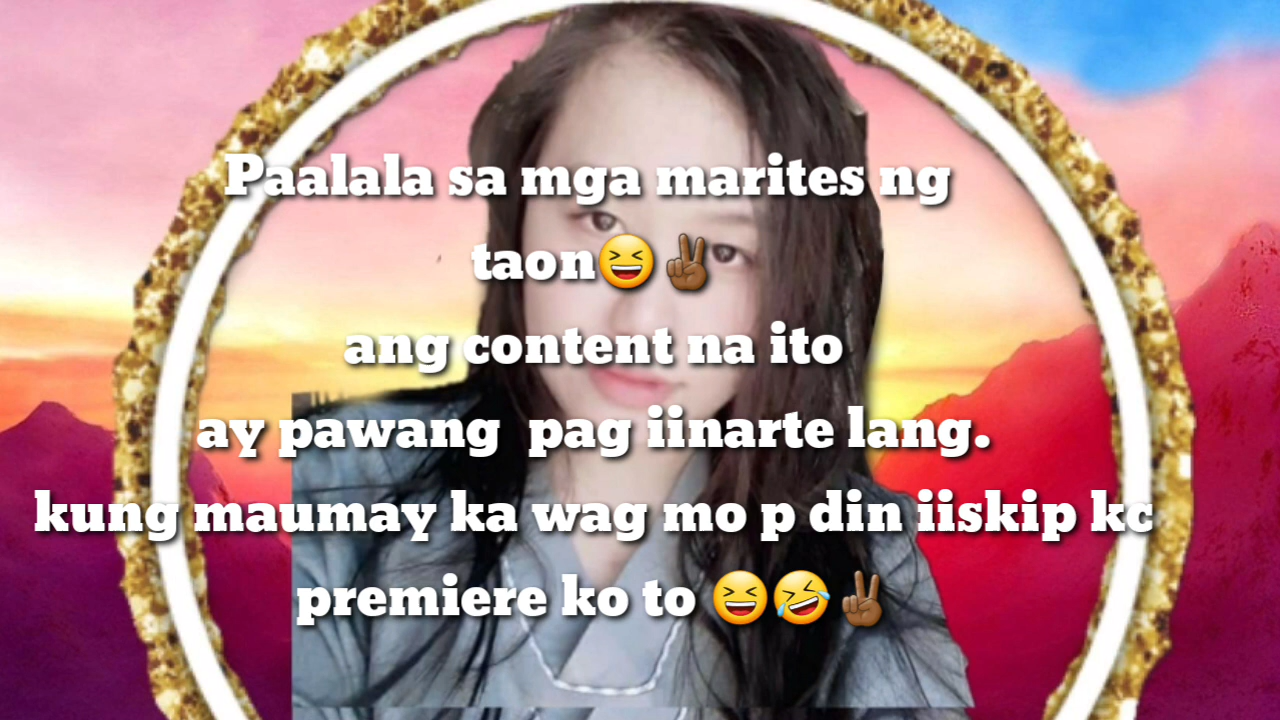 Paalala sa mga marites ng
taon😆✌🏾
ang content na ito
ay pawang  pag iinarte lang.
kung maumay ka wag mo p din iiskip kc
premiere ko to 😆🤣✌🏾